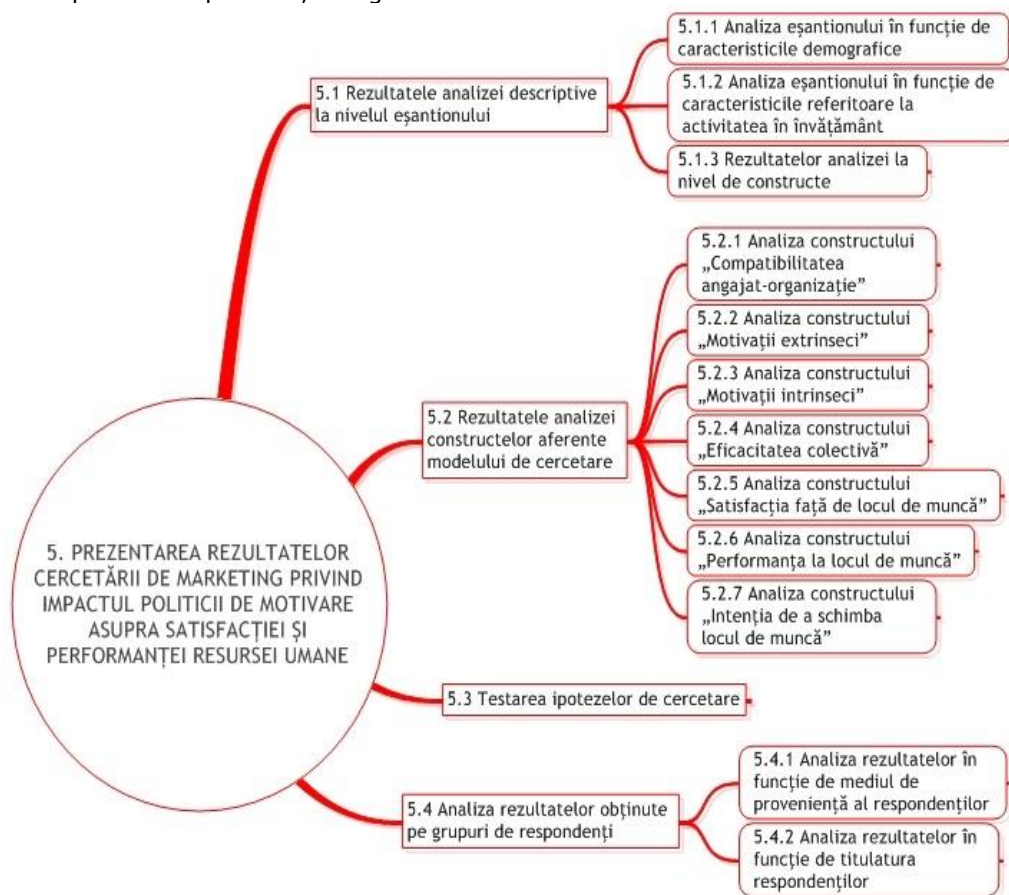 5. PREZENTAREA REZULTATELOR
CERCETĂRII DE MARKETING PRIVIND
IMPACTUL POLITICII DE MOTIVARE
ASUPRA SATISFACȚIEI ȘI
PERFORMANȚEI RESURSEI UMANE
5.1 Rezultatele analizei descriptive
la nivelul eșantionului
5.1.1 Analiza eșantionului în funcție de
caracteristicile demografice
5.1.2 Analiza eșantionului în funcție de
caracteristicile referitoare la
activitatea în învățământ
5.1.3 Rezultatelor analizei la
nivel de constructe
5.2 Rezultatele analizei
constructelor aferente
modelului de cercetare
5.2.1 Analiza constructului
„Compatibilitatea
angajat-organizație”
5.2.2 Analiza constructului
„Motivații extrinseci”
5.2.3 Analiza constructului
„Motivații intrinseci”
5.2.4 Analiza constructului
„Eficacitatea colectivă”
5.2.5 Analiza constructului
„Satisfacția față de locul de muncă”
5.2.6 Analiza constructului
„Performanța la locul de muncă”
5.2.7 Analiza constructului
„Intenția de a schimba
locul de muncă”
5.3 Testarea ipotezelor de cercetare
5.4 Analiza rezultatelor obținute
pe grupuri de respondenți
5.4.1 Analiza rezultatelor în
funcție de mediul de
proveniență al respondenților
5.4.2 Analiza rezultatelor în
funcție de titulatura
respondenților